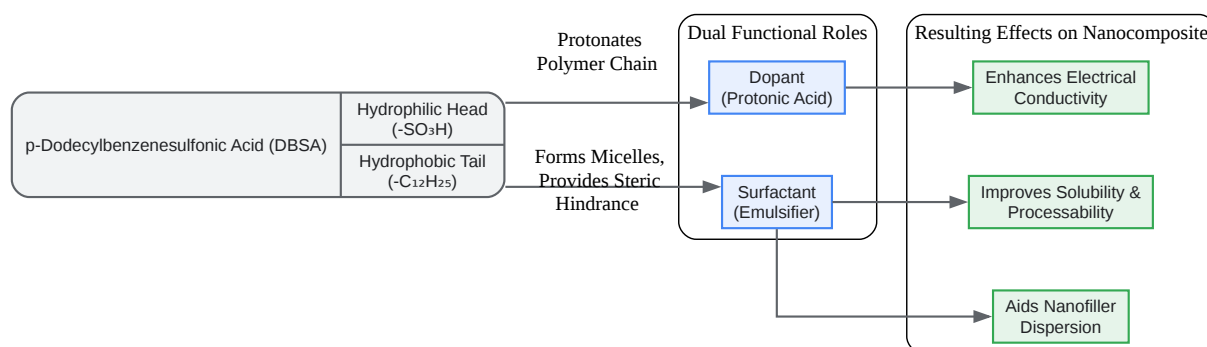 p-Dodecylbenzenesulfonic Acid (DBSA)
Hydrophilic Head
(-SO₃H)
Hydrophobic Tail
(-C₁₂H₂₅)
Protonates
Polymer Chain
Forms Micelles,
Provides Steric
Hindrance
Dual Functional Roles
Dopant
(Protonic Acid)
Surfactant
(Emulsifier)
Resulting Effects on Nanocomposite
Enhances Electrical
Conductivity
Improves Solubility &
Processability
Aids Nanofiller
Dispersion